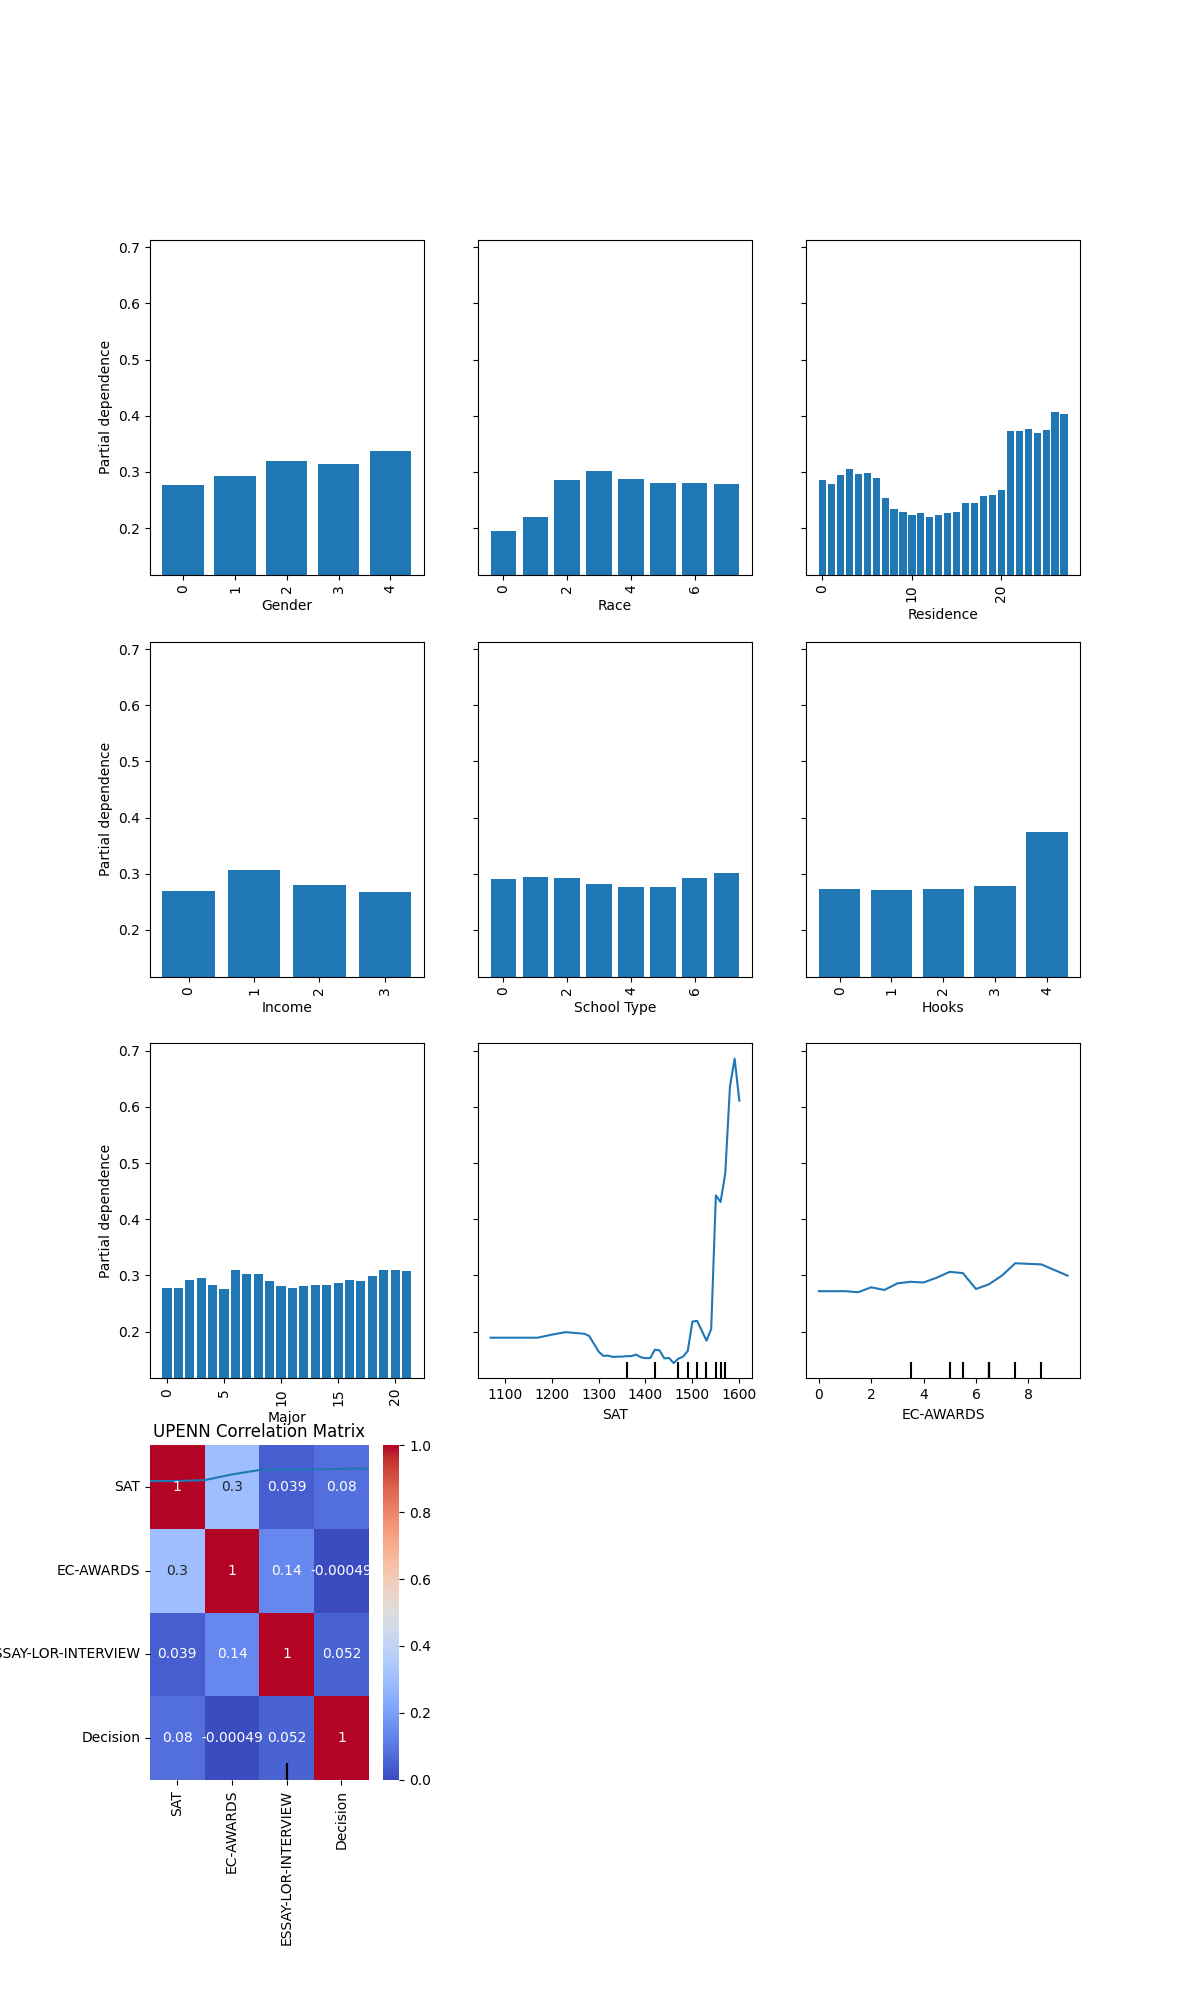 0.7
0.6
0.5
0.4
0.3
0.2
Partial dependence
0 1 2 3 4
Gender
0 2 4 6
Race
0 10 20
Residence
0.7
0.6
0.5
0.4
0.3
0.2
Partial dependence
0 1 2 3
Income
0 2 4 6
School Type
0 1 2 3 4
Hooks
0.7
0.6
0.5
0.4
0.3
0.2
Partial dependence
0 5 10 15 20
Major
1100 1200 1300 1400 1500 1600
SAT
0 2 4 6 8
EC-AWARDS
UPENN Correlation Matrix
SAT 1 0.3 0.039 0.08
EC-AWARDS 0.3 1 0.14 -0.00049
SSAY-LOR-INTERVIEW 0.039 0.14 1 0.052
Decision 0.08 -0.00049 0.052 1
SAT EC-AWARDS ESSAY-LOR-INTERVIEW Decision
1.0
0.8
0.6
0.4
0.2
0.0